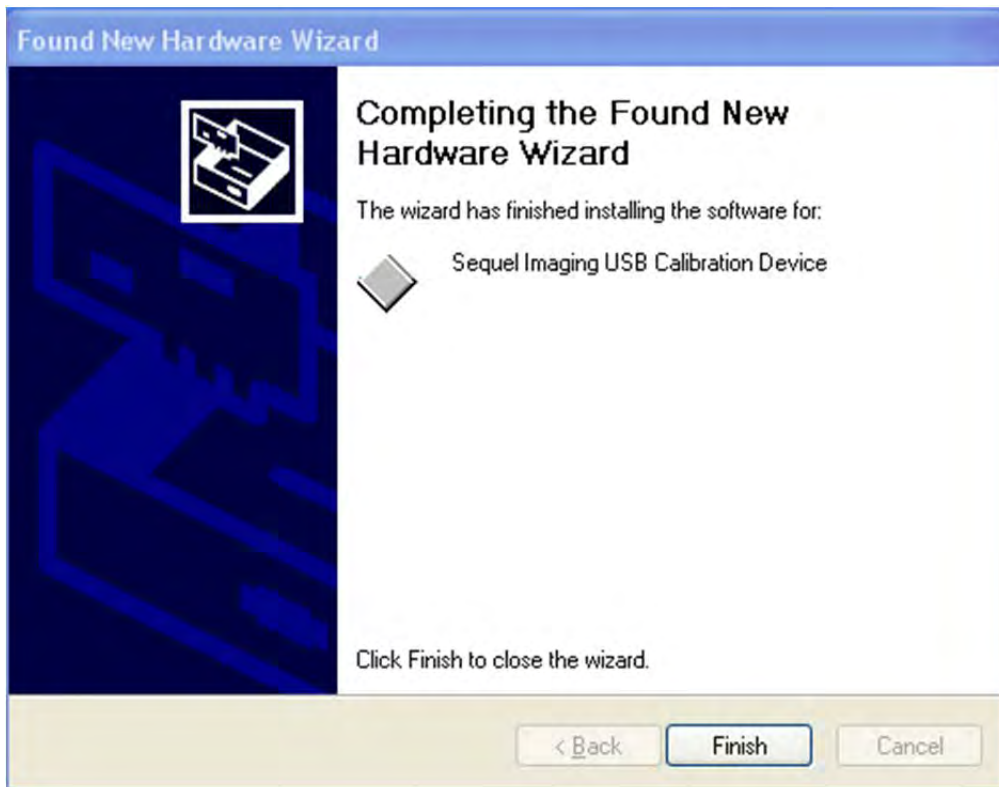 Found New Hardware Wizard
Completing the Found New
Hardware Wizard
The wizard has finished installing the software for:
Sequel Imaging USB Calibration Device
Click Finish to close the wizard.
< Back
Finish
Cancel